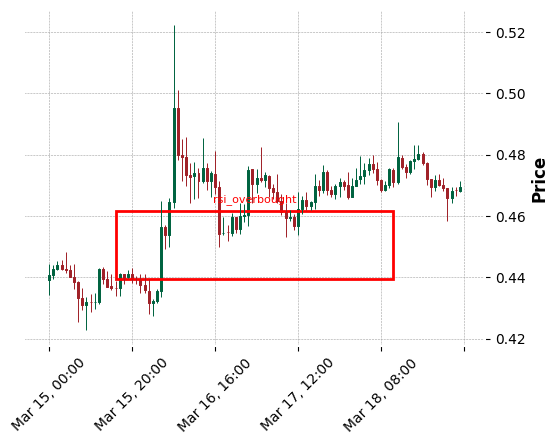 0.52
0.50
0.48
0.46
0.44
0.42
Price
rsi_overbought
Mar 15, 00:00
Mar 15, 20:00
Mar 16, 16:00
Mar 17, 12:00
Mar 18, 08:00